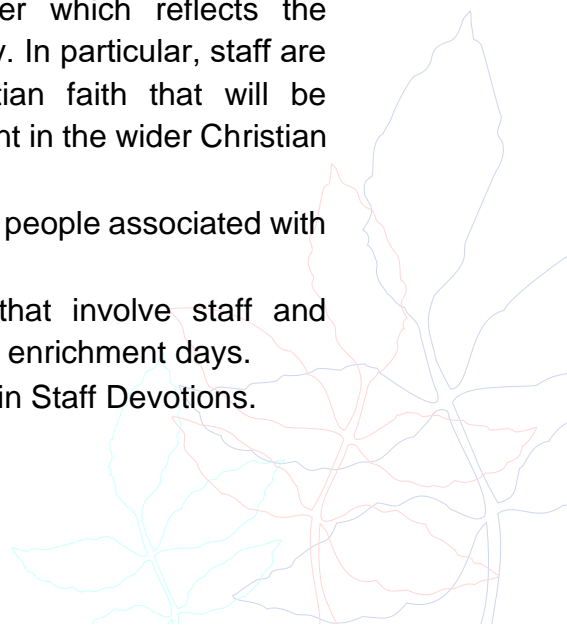 er which reflects the
y. In particular, staff are
tian faith that will be
nt in the wider Christian
people associated with
that involve staff and
enrichment days.
in Staff Devotions.